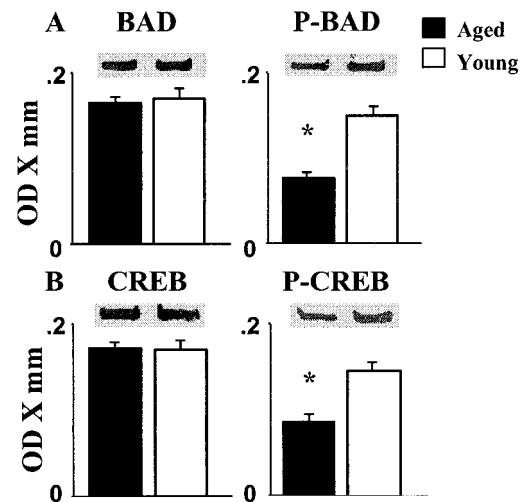 A BAD P-BAD
Aged
Young
.2 .2
*
OD X mm
0 0
B CREB P-CREB
.2 .2
*
OD X mm
0 0